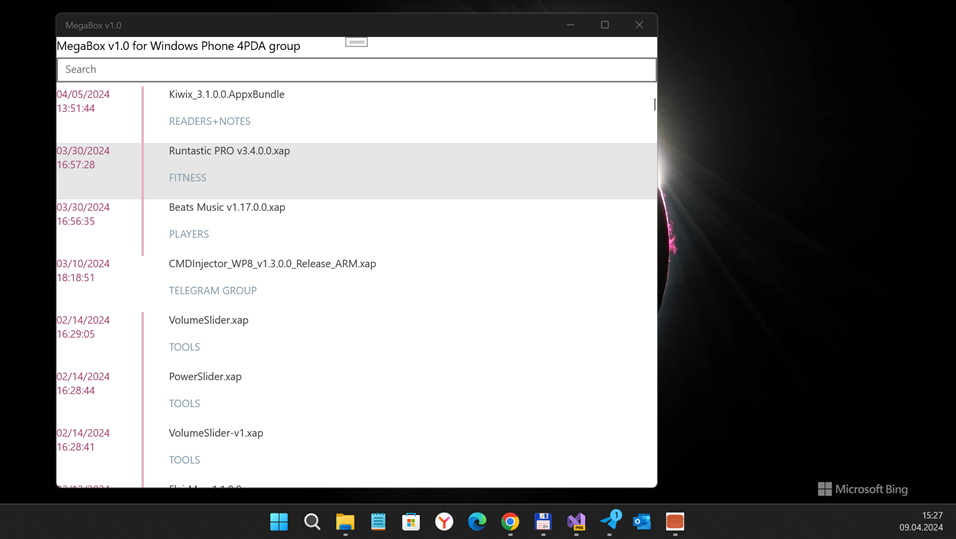 MegaBox v1.0
MegaBox v1.0 for Windows Phone 4PDA group
Search
04/05/2024
13:51:44
Kiwix_3.1.0.0.AppxBundle
READERS+NOTES
03/30/2024
16:57:28
Runtastic PRO v3.4.0.0.xap
FITNESS
03/30/2024
16:56:35
Beats Music v1.17.0.0.xap
PLAYERS
03/10/2024
18:18:51
CMDInjector_WP8_v1.3.0.0_Release_ARM.xap
TELEGRAM GROUP
02/14/2024
16:29:05
VolumeSlider.xap
TOOLS
02/14/2024
16:28:44
PowerSlider.xap
TOOLS
02/14/2024
16:28:41
VolumeSlider-v1.xap
TOOLS
Microsoft Bing
Y
PRE
1
15:27
09.04.2024